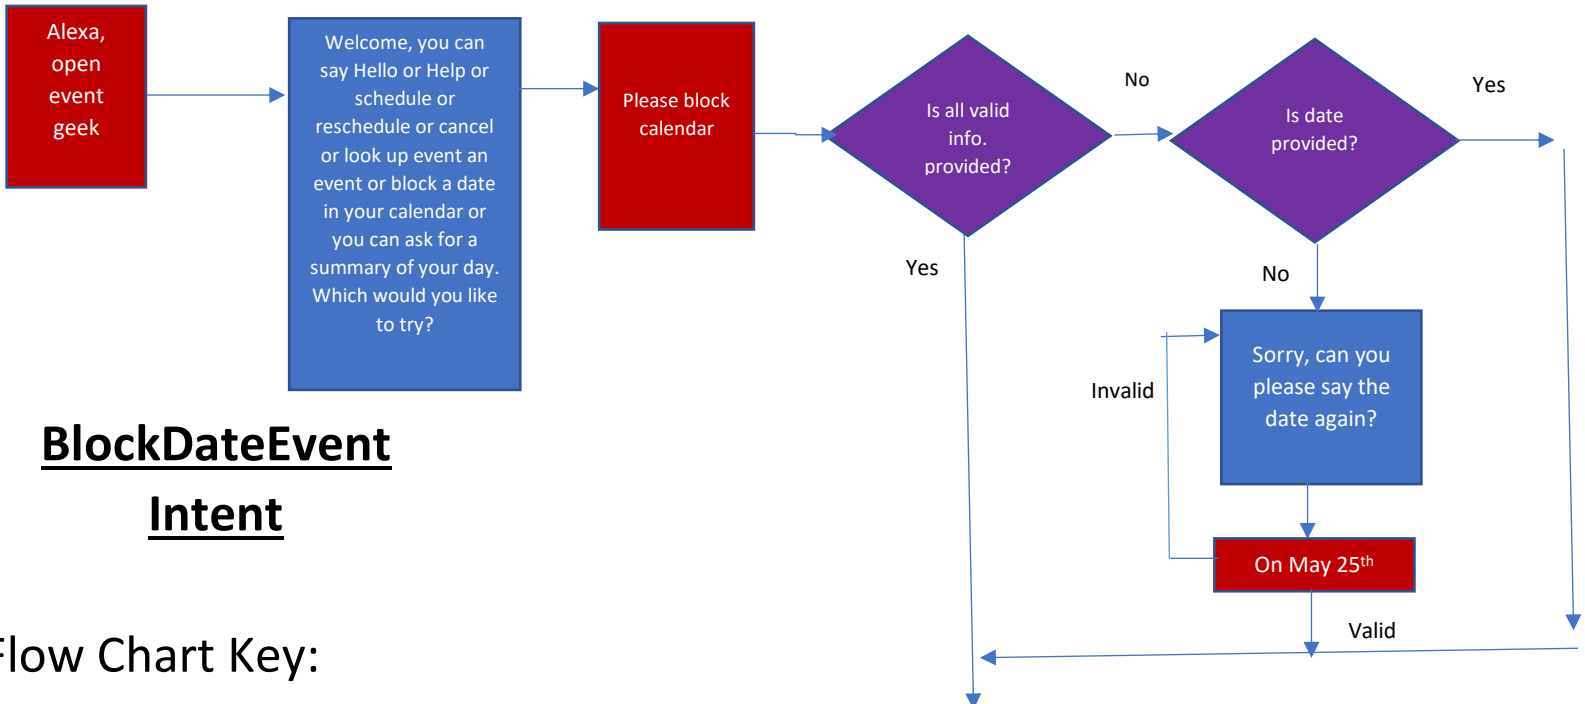 Alexa,
open
event
geek
Welcome, you can
say Hello or Help or
schedule or
reschedule or cancel
or look up event an
event or block a date
in your calendar or
you can ask for a
summary of your day.
Which would you like
to try?
Please block
calendar
Is all valid
info.
provided?
No
Is date
provided?
Yes
Yes
No
Sorry, can you
please say the
date again?
Invalid
On May 25th
Valid
BlockDateEvent
Intent
Flow Chart Key: